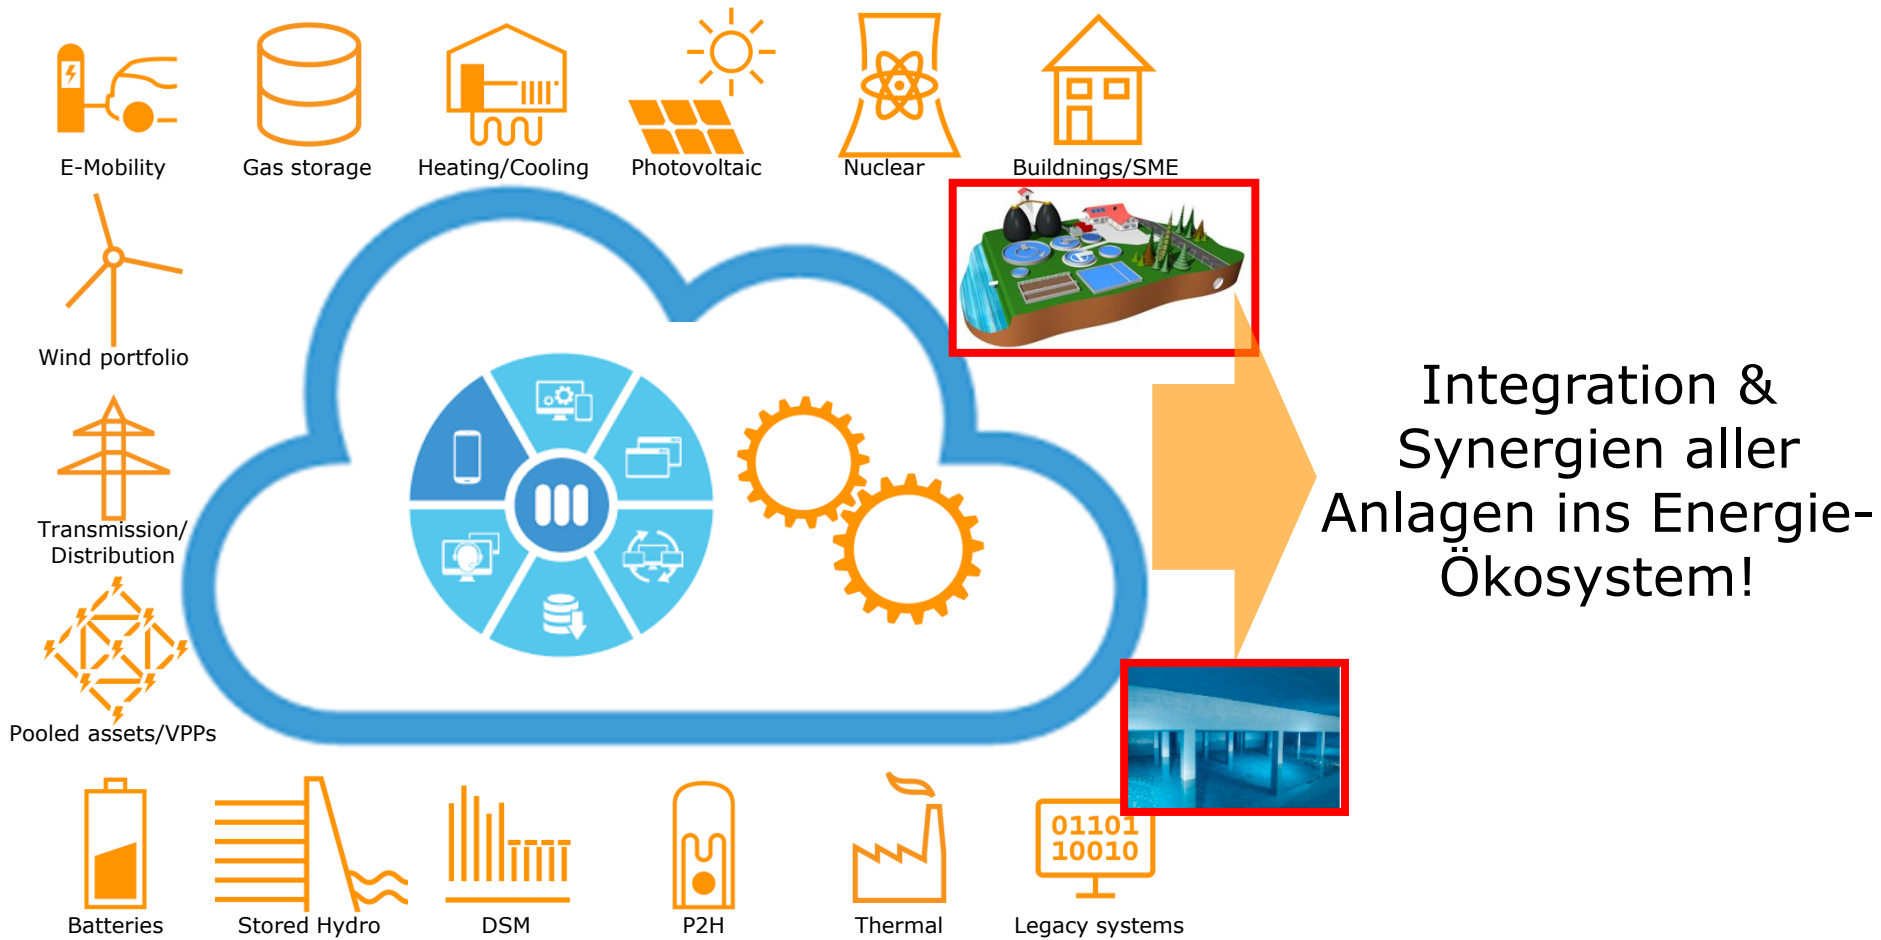 E-Mobility
Gas storage
Heating/Cooling
Photovoltaic
Nuclear
Buildnings/SME
Wind portfolio
Transmission/
Distribution
Pooled assets/VPPs
Integration &
Synergien aller
Anlagen ins Energie-
Ökosystem!
01101
10010
Batteries
Stored Hydro
DSM
P2H
Thermal
Legacy systems